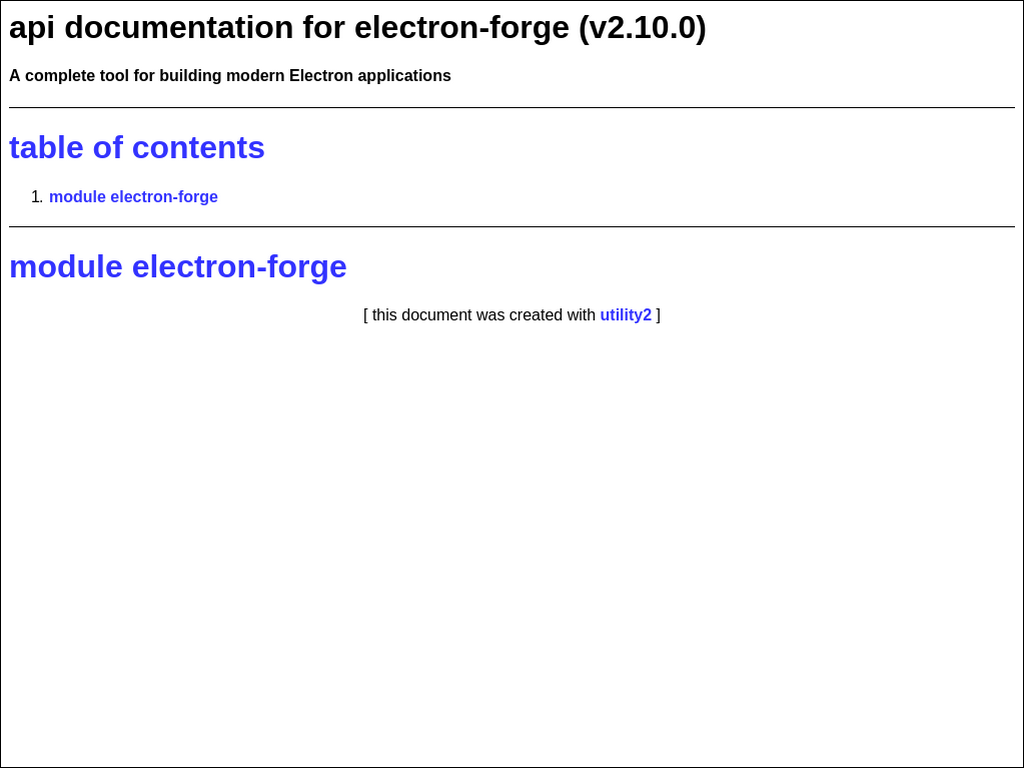 api documentation for electron-forge (v2.10.0)
A complete tool for building modern Electron applications
table of contents
1. module electron-forge
module electron-forge
[ this document was created with utility2 ]